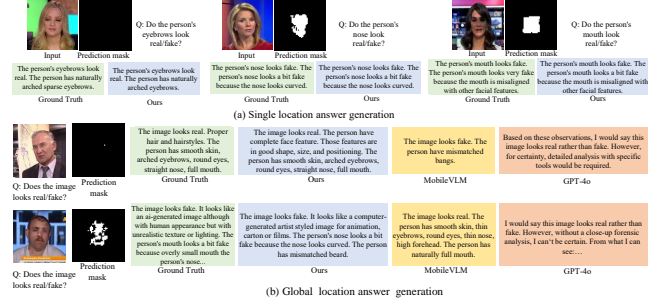 Q: Do the person's
eyebrows look
real/fake?
Input
Prediction mask
The person's eyebrows look
real. The person has naturally
arched sparse eyebrows.
Ground Truth
The person's eyebrows look
real. The person has naturally
arched eyebrows.
Ours
Q: Do the person's
nose look
real/fake?
Input
Prediction mask
The person's nose looks fake. The
person's nose looks a bit fake
because the nose looks curved.
Ground Truth
The person's nose looks fake. The
person's nose looks a bit fake
because the nose looks curved.
Ours
Q: Do the person's
mouth look
real/fake?
Input
Prediction mask
The person's mouth looks fake. The
person's mouth looks very fake
because the mouth is misaligned
with other facial features.
Ground Truth
The person's mouth looks fake. The
person's mouth looks a bit fake
because the mouth is misaligned with
other facial features.
Ours
(a) Single location answer generation
Q: Does the image
looks real/fake?
Prediction
mask
The image looks real. Proper
hair and hairstyles. The
person has smooth skin,
arched eyebrows, round eyes,
straight nose, full mouth.
Ground Truth
The image looks real. The person have
complete face feature. Those features are
in good shape, size, and positioning. The
person has smooth skin, arched eyebrows,
round eyes, straight nose, full mouth.
Ours
The image looks fake. The
person have mismatched
bangs.
MobileVLM
Based on these observations, I would say this
image looks real rather than fake. However,
for certainty, detailed analysis with specific
tools would be required.
GPT-4o
Q: Does the image
looks real/fake?
Prediction
mask
The image looks fake. It looks like
an ai-generated image although
with human appearance but with
unrealistic texture or lighting. The
person's mouth looks a bit fake
because overly small mouth the
person's nose...
Ground Truth
The image looks fake. It looks like a computer-
generated artist styled image for animation,
carton or films. The person's nose looks a bit
fake because the nose looks curved. The person
has mismatched beard.
Ours
The image looks real. The
person has smooth skin, thin
eyebrows, round eyes, thin nose,
high forehead. The person has
naturally full mouth.
MobileVLM
I would say this image looks real rather than
fake. However, without a close-up forensic
analysis, I can't be certain. From what I can
see:...
GPT-4o
(b) Global location answer generation